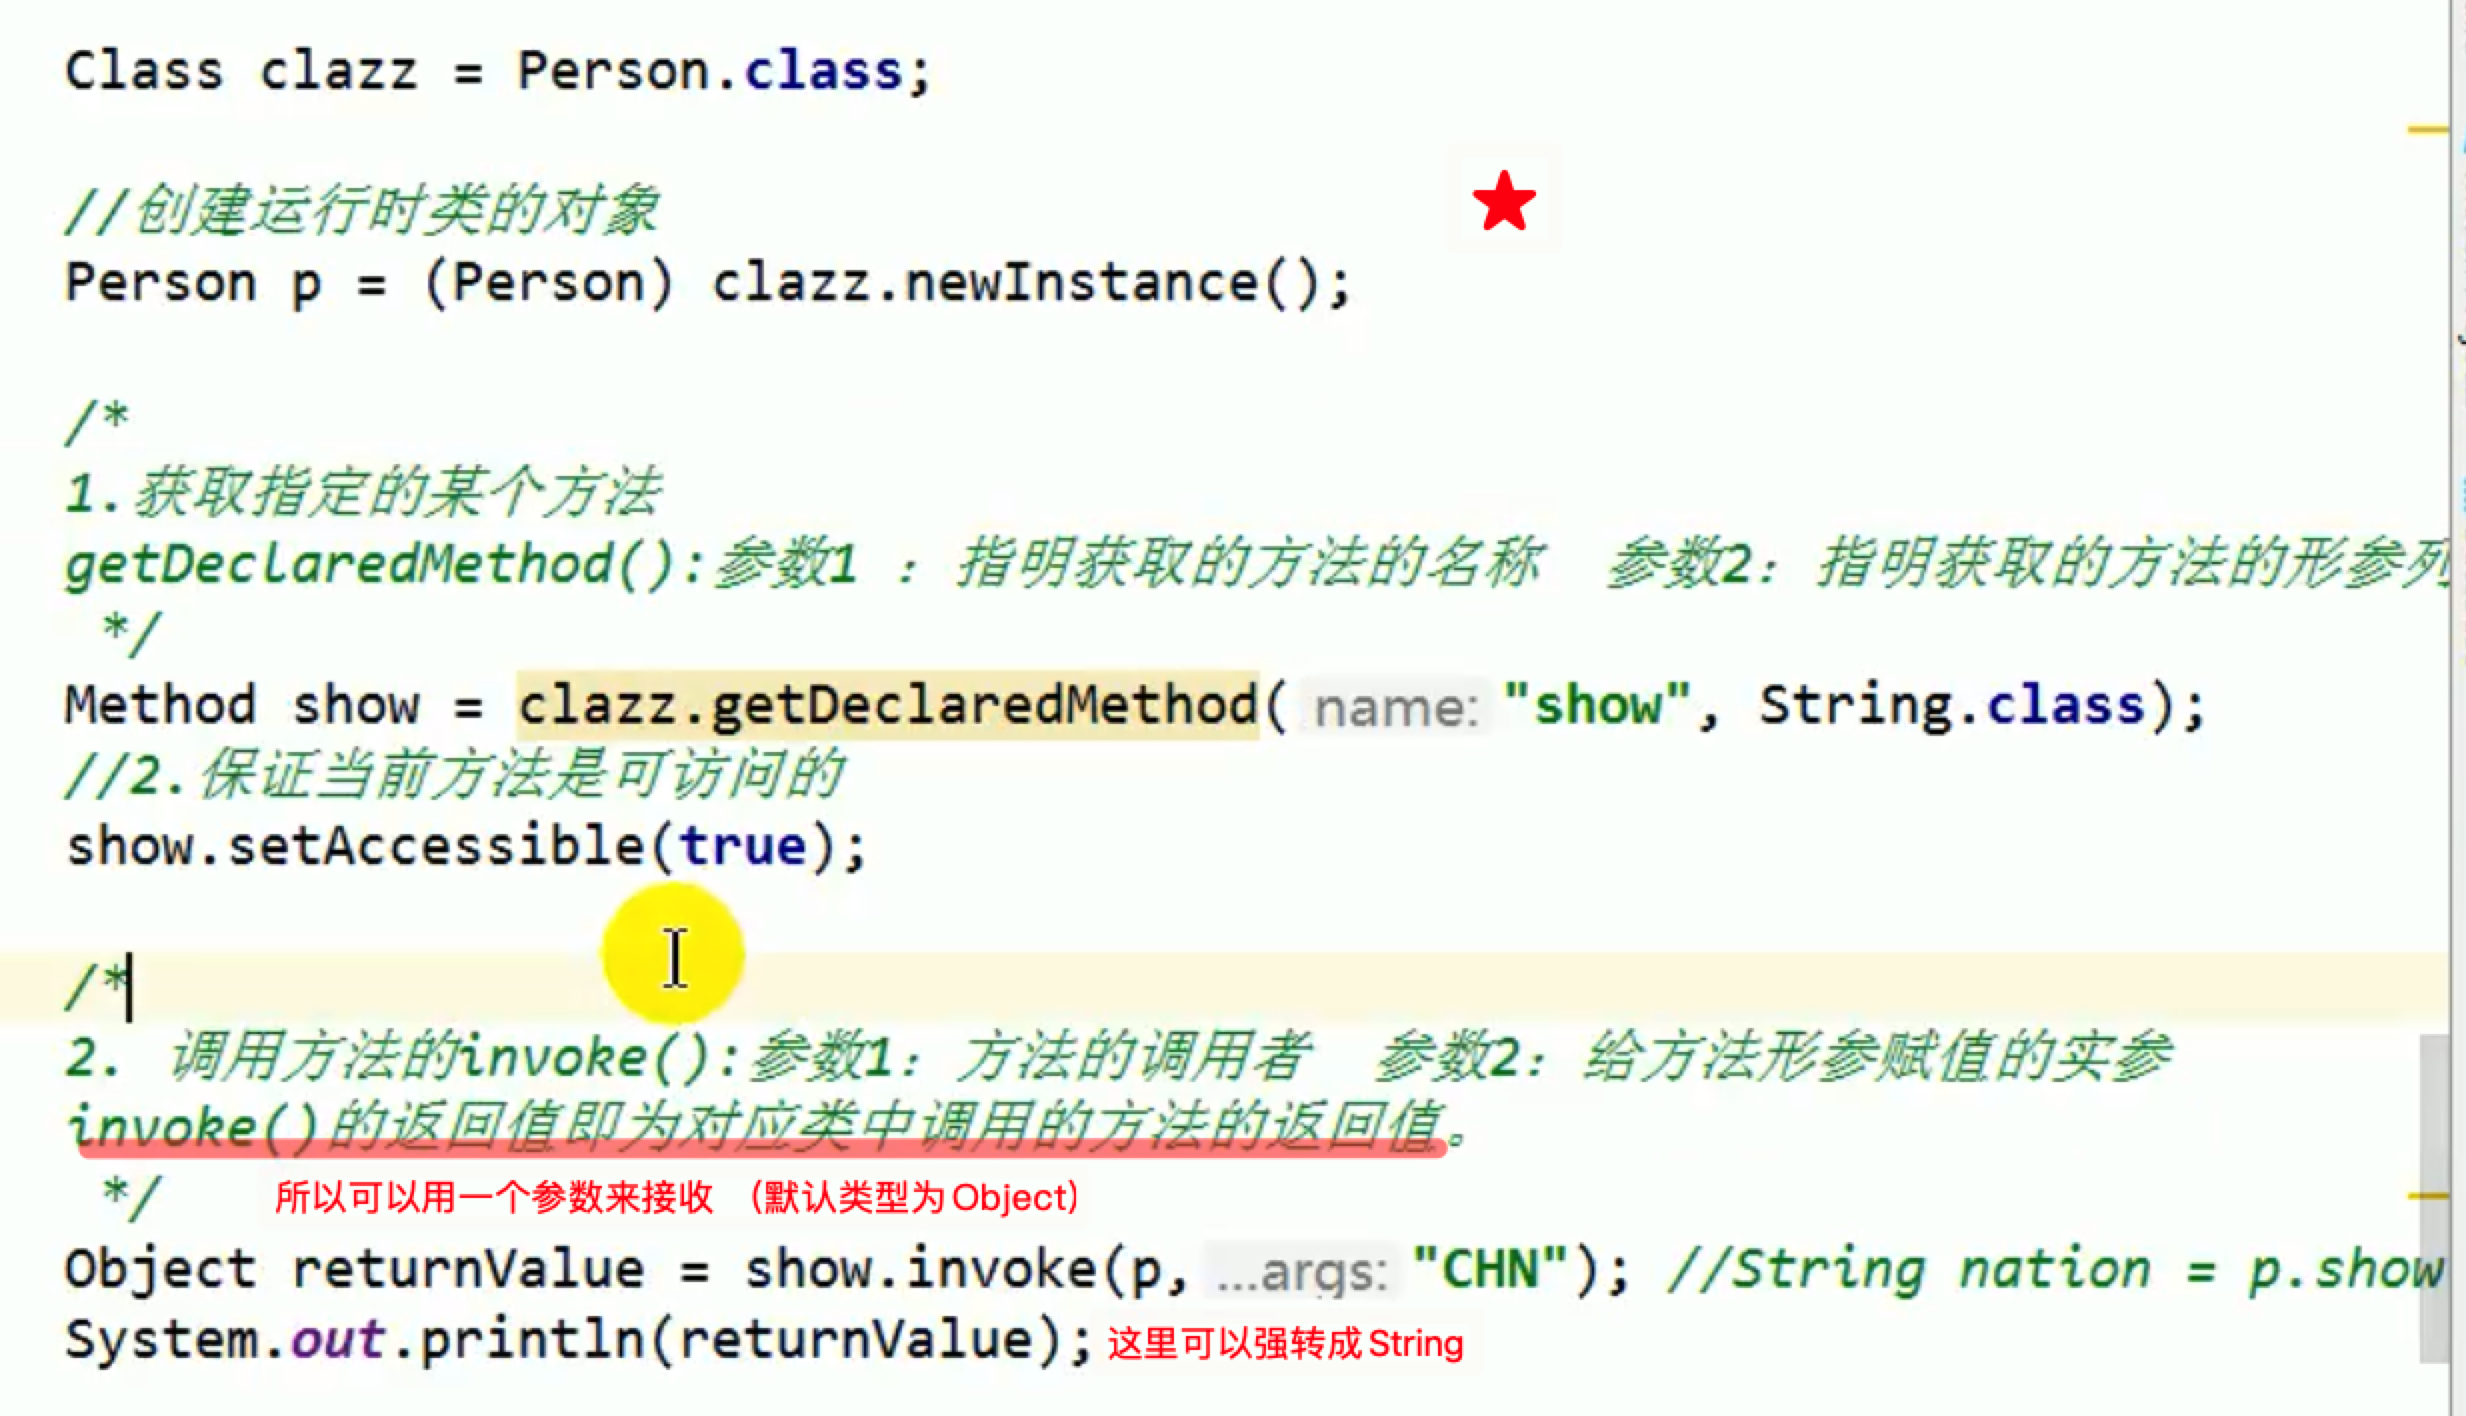 Class clazz = Person.class;
//创建运行时类的对象
Person p = (Person) clazz.newInstance();
/*
1.获取指定的某个方法
getDeclaredMethod():参数1 ：指明获取的方法的名称  参数2：指明获取的方法的形参列
*/
Method show = clazz.getDeclaredMethod( name: "show", String.class);
//2.保证当前方法是可访问的
show.setAccessible(true);
/*
2. 调用方法的invoke():参数1：方法的调用者  参数2：给方法形参赋值的实参
invoke()的返回值即为对应类中调用的方法的返回值。
*/
所以可以用一个参数来接收 （默认类型为Object）
Object returnValue = show.invoke(p, ...args: "CHN"); //String nation = p.show
System.out.println(returnValue); 这里可以强转成String